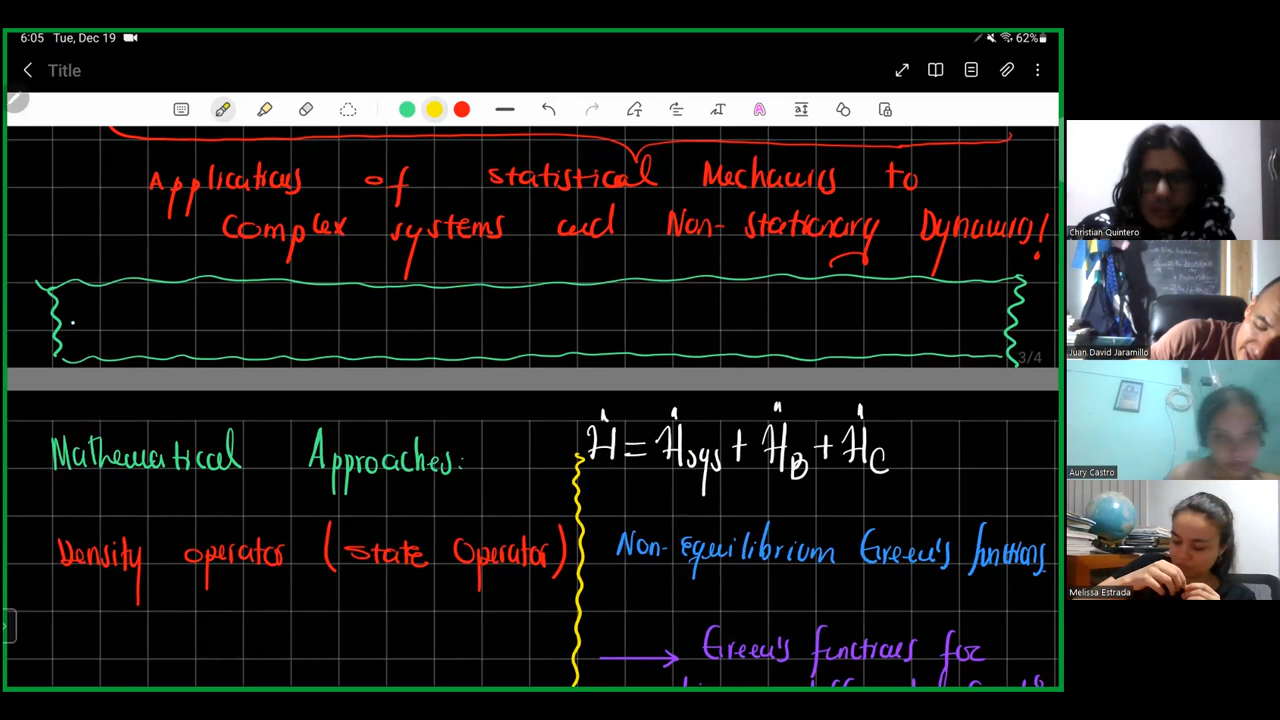 6:05 Tue, Dec 19
62%
Title
Applications of statistical Mechanics to
Complex systems and Non-stationary Dynamics!
3/4
Mathematical Approaches:
Ĥ = Ĥsys + ĤB + ĤC
Density operator (state Operator)
Non-equilibrium Green's functions
Green's functions for
Christian Quintero
Juan David Jaramillo
Aury Castro
Melissa Estrada